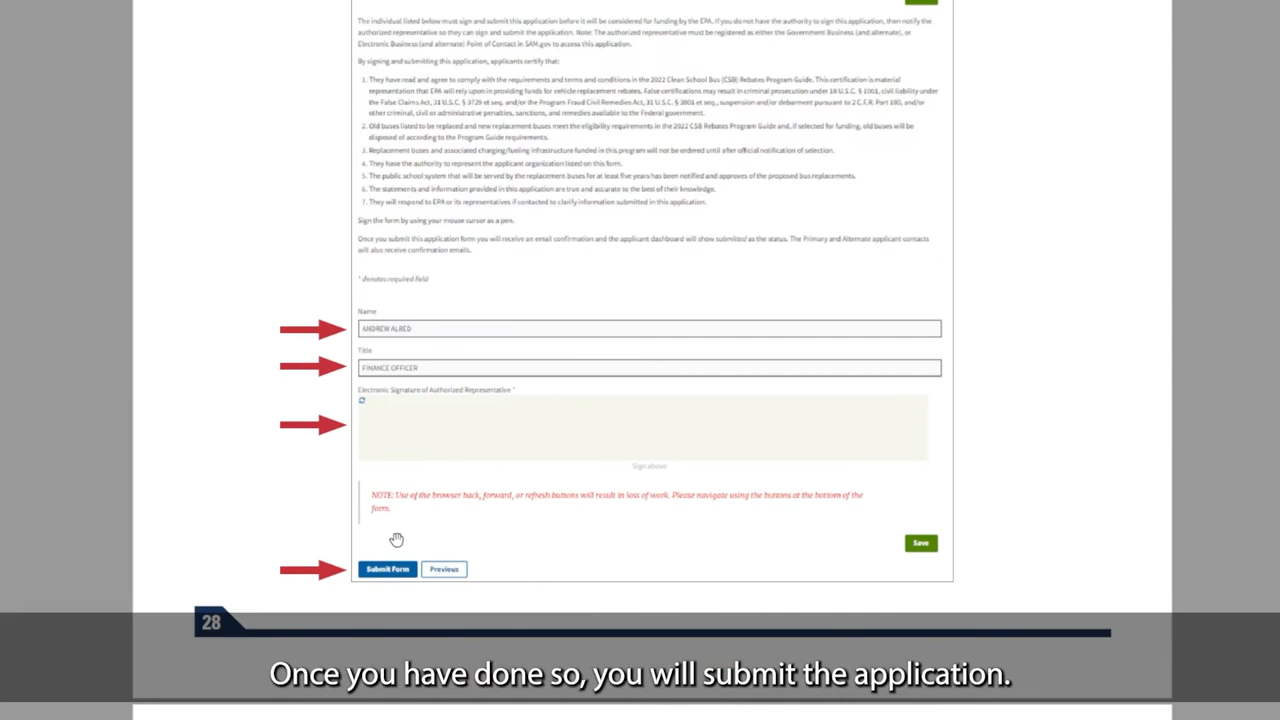 The individual listed below must sign and submit this application before it will be considered for funding by the EPA. If you do not have the authority to sign this application, then notify the
authorized representative so they can sign and submit the application. Note: The authorized representative must be registered as either the Government Business (and alternate), or
Electronic Business (and alternate) Point of Contact in SAM.gov to access this application.
By signing and submitting this application, applicants certify that:
1. They have read and agree to comply with the requirements and terms and conditions in the 2022 Clean School Bus (CSB) Rebates Program Guide. This certification is material
representation that EPA will rely upon in providing funds for vehicle replacement rebates. False certifications may result in criminal prosecution under 18 U.S.C. § 1001, civil liability under
the False Claims Act, 31 U.S.C. § 3729 et seq. and/or the Program Fraud Civil Remedies Act, 31 U.S.C. § 3801 et seq., suspension and/or debarment pursuant to 2 C.F.R. Part 180, and/or
other criminal, civil or administrative penalties, sanctions, and remedies available to the Federal government.
2. Old buses listed to be replaced and new replacement buses meet the eligibility requirements in the 2022 CSB Rebates Program Guide and, if selected for funding, old buses will be
disposed of according to the Program Guide requirements.
3. Replacement buses and associated charging/fueling infrastructure funded in this program will not be ordered until after official notification of selection.
4. They have the authority to represent the applicant organization listed on this form.
5. The public school system that will be served by the replacement buses for at least five years has been notified and approves of the proposed bus replacements.
6. The statements and information provided in this application are true and accurate to the best of their knowledge.
7. They will respond to EPA or its representatives if contacted to clarify information submitted in this application.
Sign the form by using your mouse cursor as a pen.
Once you submit this application form you will receive an email confirmation and the applicant dashboard will show submitted as the status. The Primary and Alternate applicant contacts
will also receive confirmation emails.
* denotes required field
Name
ANDREW ALRED
Title
FINANCE OFFICER
Electronic Signature of Authorized Representative *
Sign above
NOTE: Use of the browser back, forward, or refresh buttons will result in loss of work. Please navigate using the buttons at the bottom of the
form.
Save
Submit Form Previous
28
Once you have done so, you will submit the application.